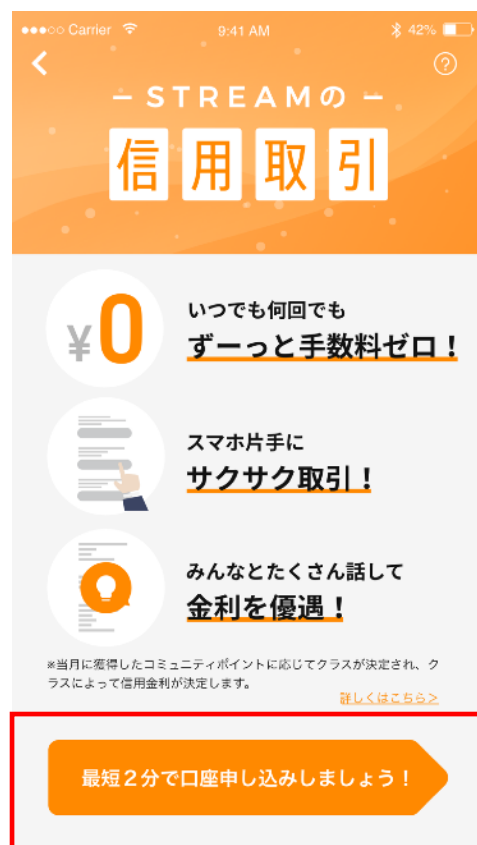 ●●●○○ Carrier 9:41 AM 42%
− STREAMの −
信用取引
¥0
いつでも何回でも
ずーっと手数料ゼロ！
スマホ片手に
サクサク取引！
みんなとたくさん話して
金利を優遇！
※当月に獲得したコミュニティポイントに応じてクラスが決定され、ク
ラスによって信用金利が決定します。
詳しくはこちら＞
最短２分で口座申し込みしましょう！